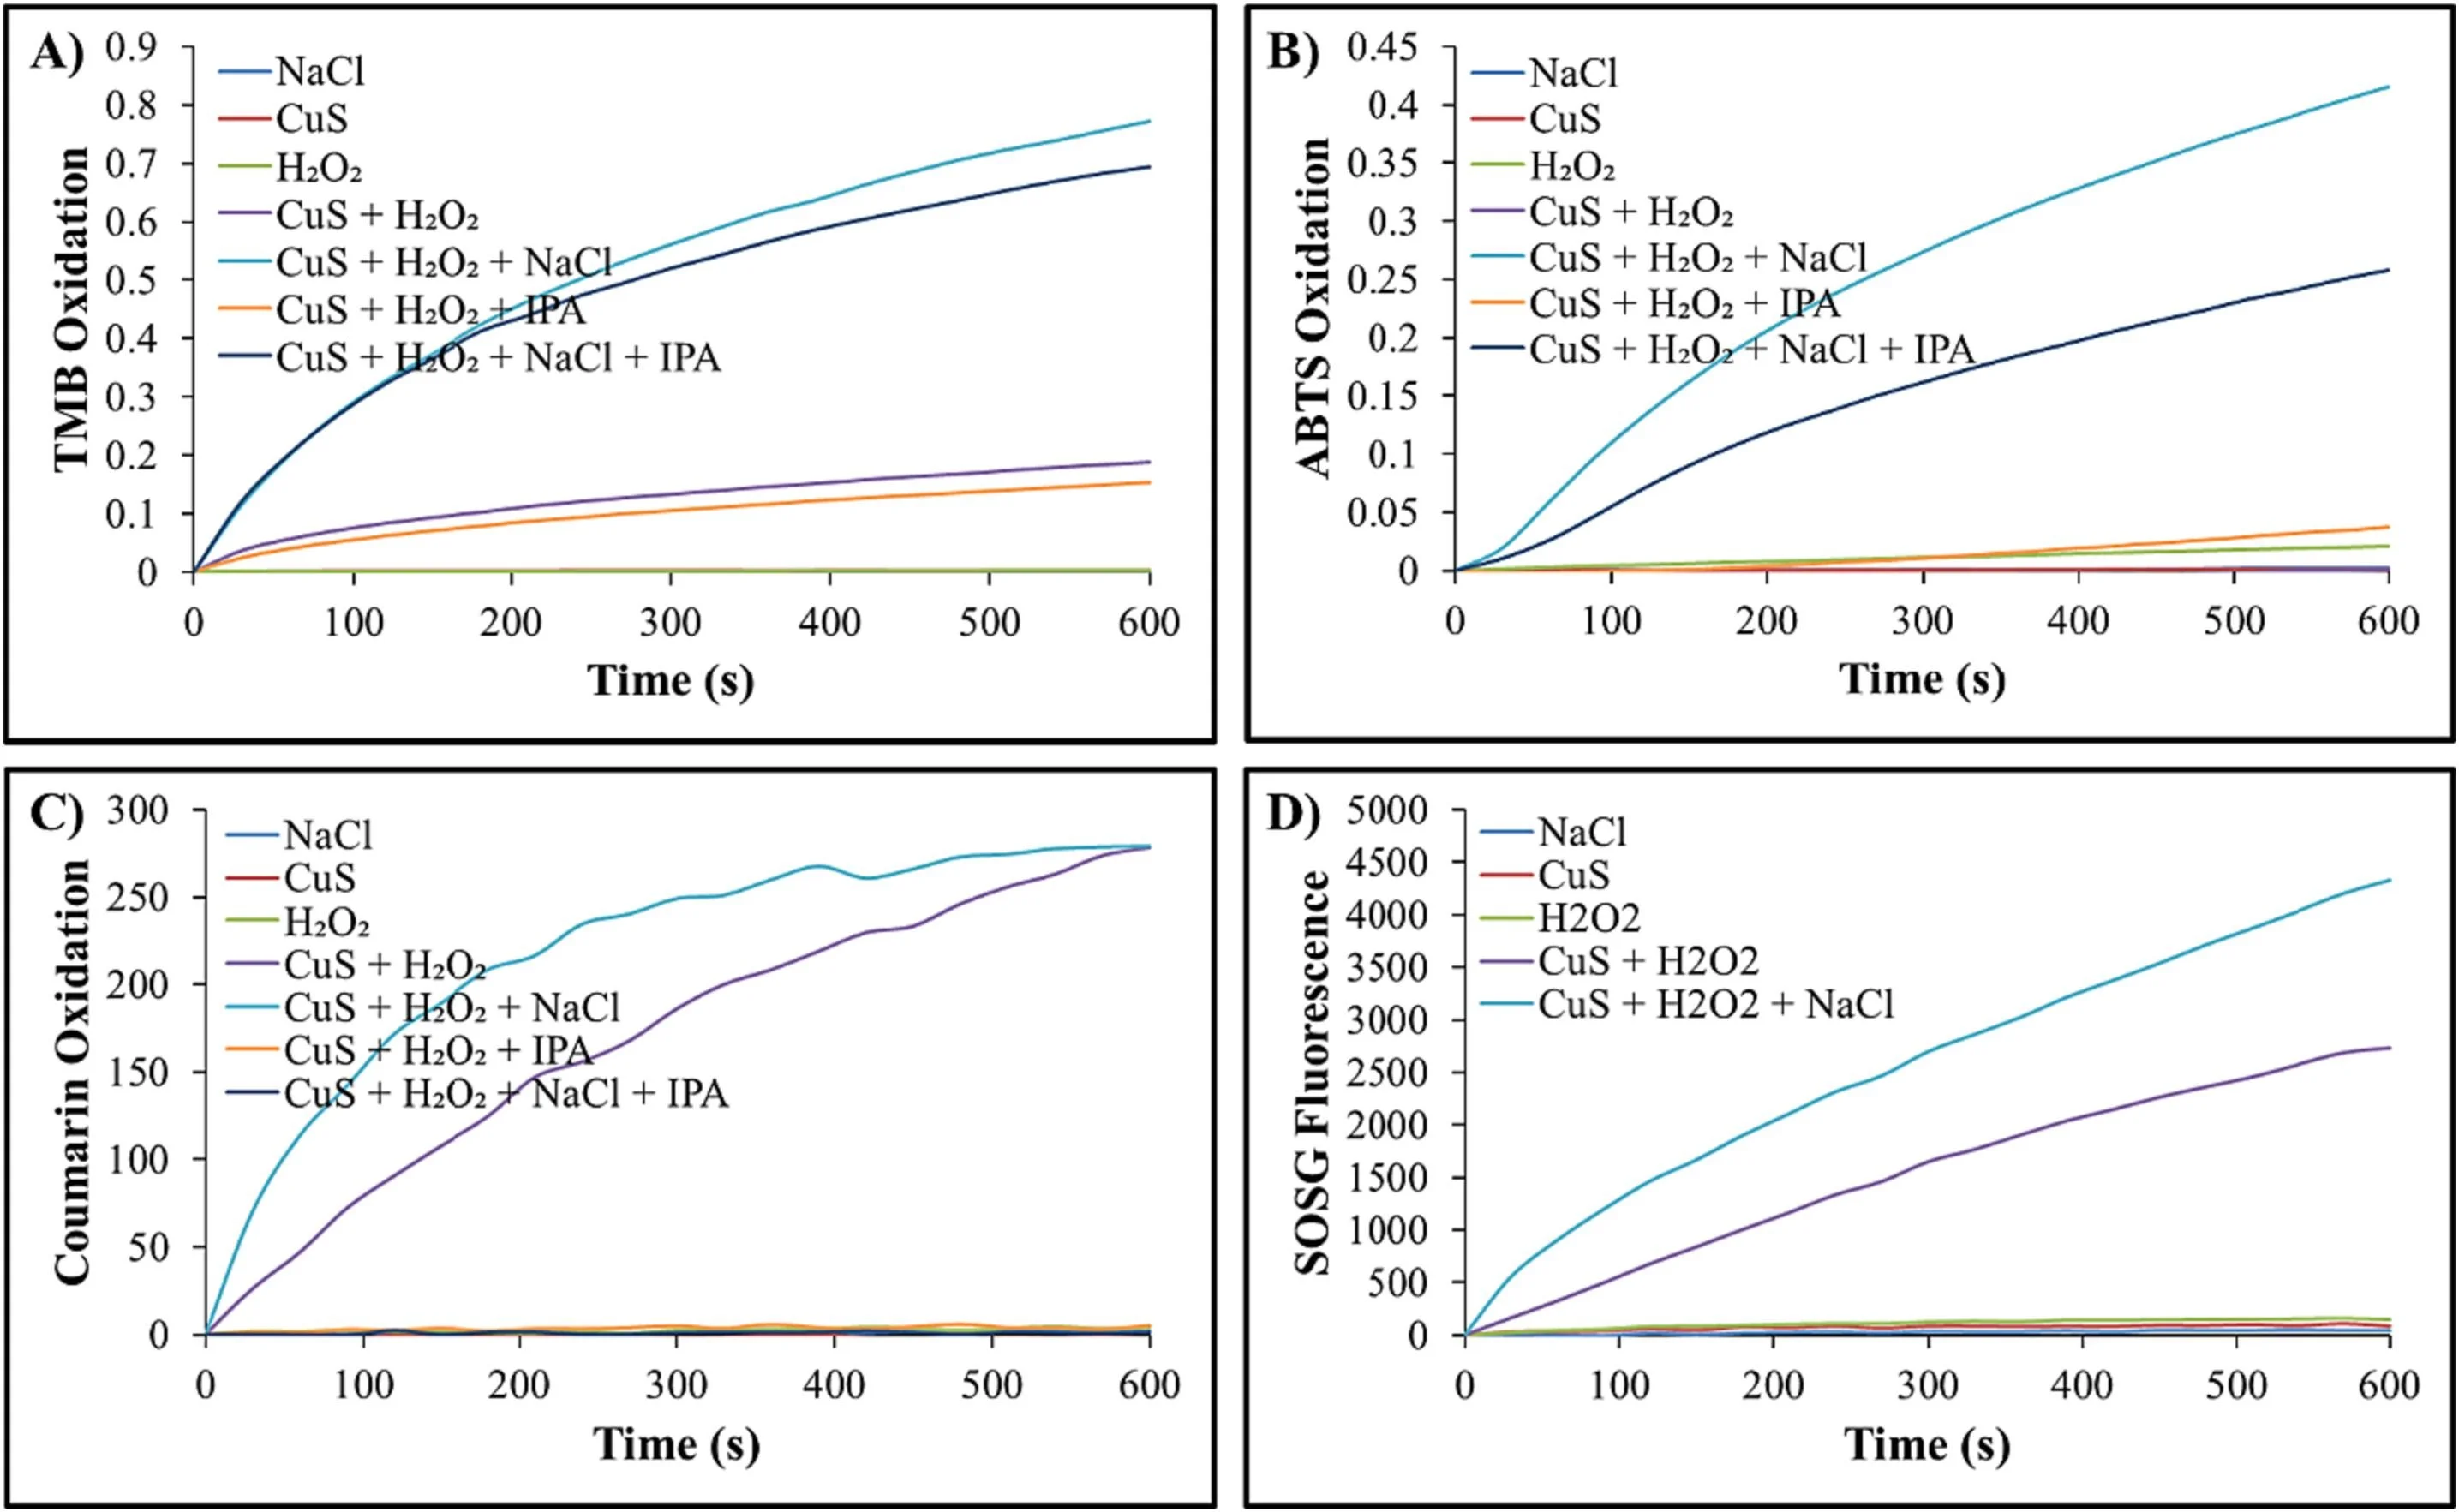 A)
TMB Oxidation
0.9
0.8
0.7
0.6
0.5
0.4
0.3
0.2
0.1
0
NaCl
CuS
H₂O₂
CuS + H₂O₂
CuS + H₂O₂ + NaCl
CuS + H₂O₂ + IPA
CuS + H₂O₂ + NaCl + IPA
0 100 200 300 400 500 600
Time (s)
B)
ABTS Oxidation
0.45
0.4
0.35
0.3
0.25
0.2
0.15
0.1
0.05
0
NaCl
CuS
H₂O₂
CuS + H₂O₂
CuS + H₂O₂ + NaCl
CuS + H₂O₂ + IPA
CuS + H₂O₂ + NaCl + IPA
0 100 200 300 400 500 600
Time (s)
C)
Coumarin Oxidation
300
250
200
150
100
50
0
NaCl
CuS
H₂O₂
CuS + H₂O₂
CuS + H₂O₂ + NaCl
CuS + H₂O₂ + IPA
CuS + H₂O₂ + NaCl + IPA
0 100 200 300 400 500 600
Time (s)
D)
SOSG Fluorescence
5000
4500
4000
3500
3000
2500
2000
1500
1000
500
0
NaCl
CuS
H2O2
CuS + H2O2
CuS + H2O2 + NaCl
0 100 200 300 400 500 600
Time (s)